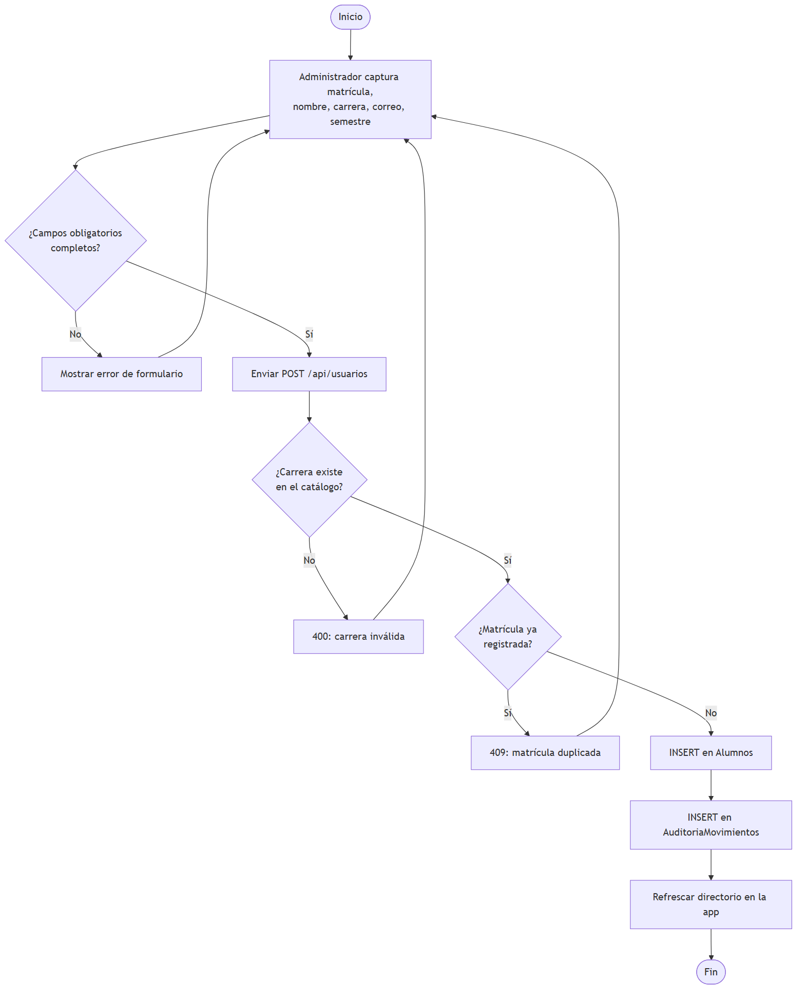 Inicio
Administrador captura
matrícula,
nombre, carrera, correo,
semestre
¿Campos obligatorios
completos?
No
Sí
Mostrar error de formulario
Enviar POST /api/usuarios
¿Carrera existe
en el catálogo?
No
Sí
400: carrera inválida
¿Matrícula ya
registrada?
Sí
No
409: matrícula duplicada
INSERT en Alumnos
INSERT en
AuditoriaMovimientos
Refrescar directorio en la
app
Fin